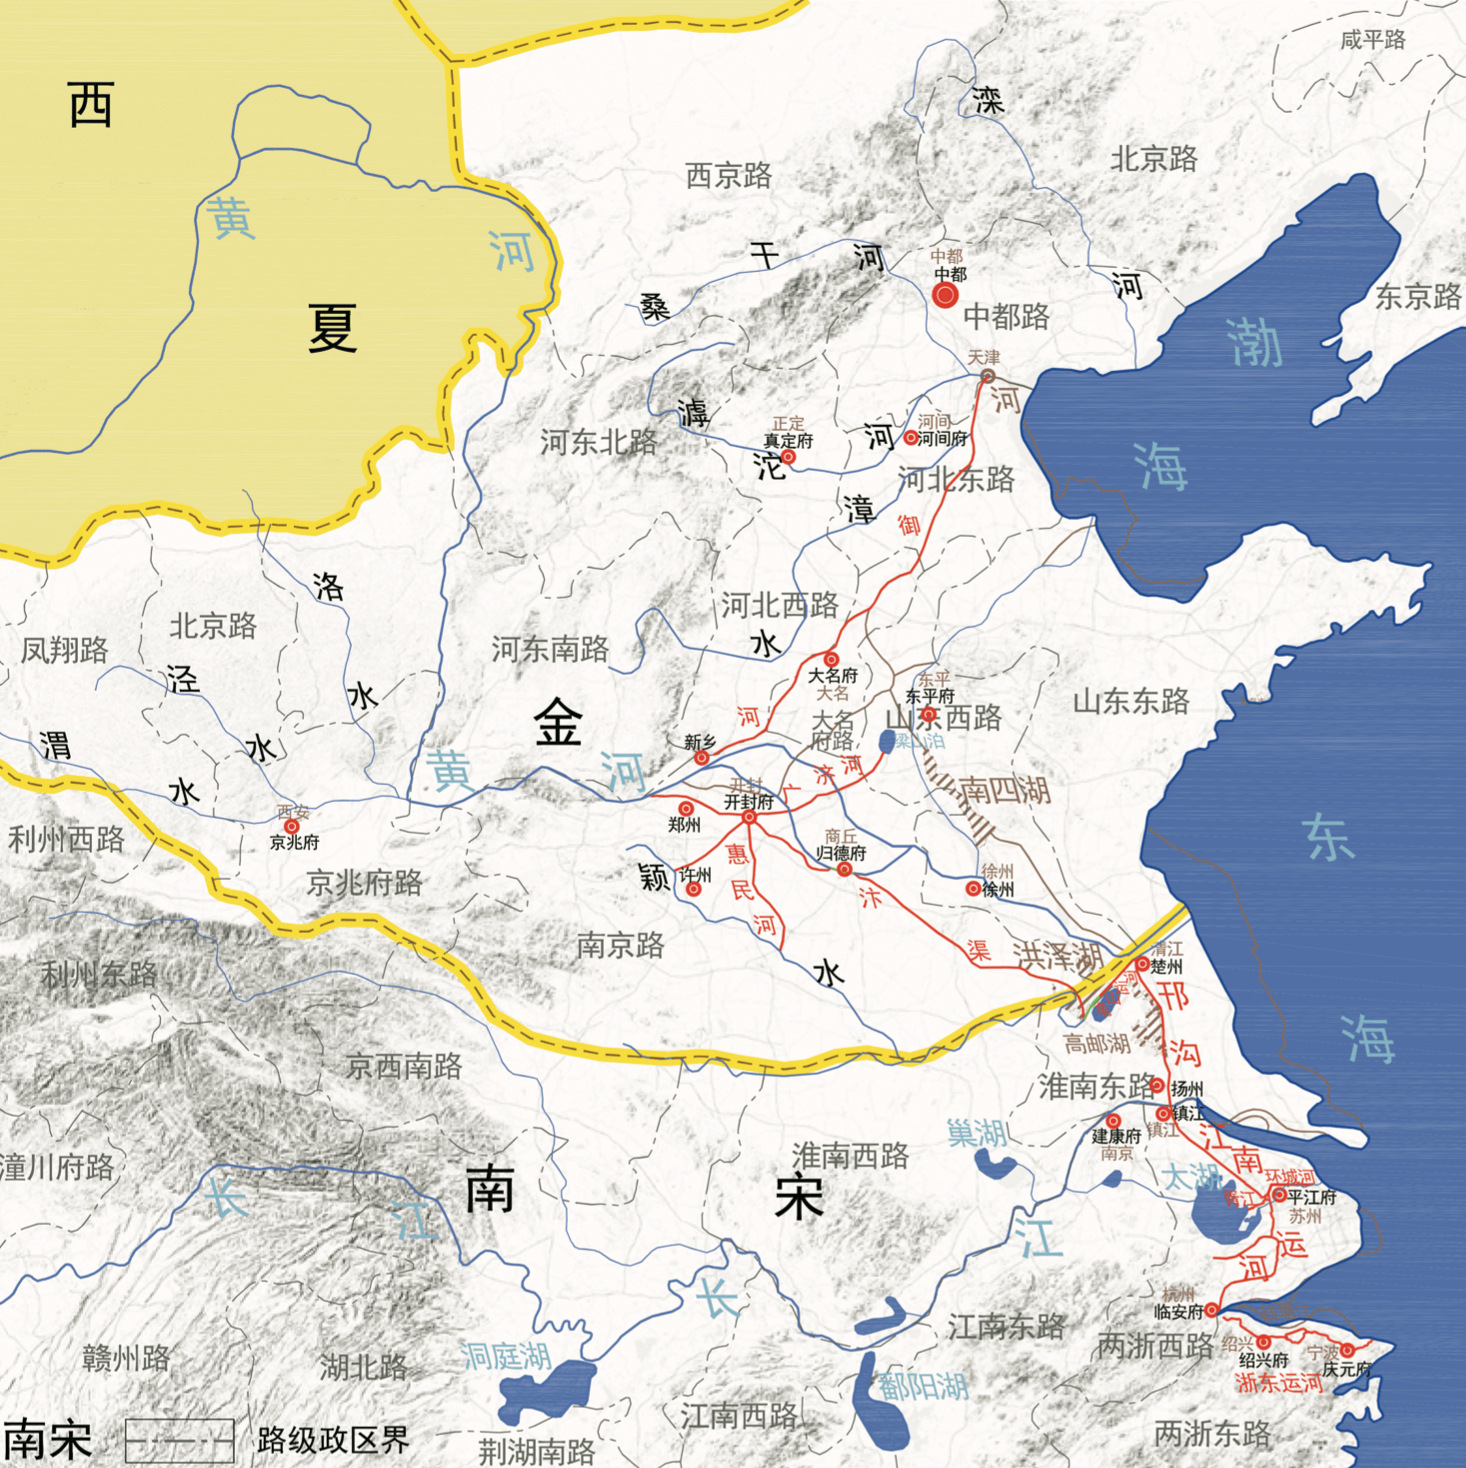 咸平路
西
滦
西京路
北京路
黄
河
干
河
中都
中都
河
东京路
桑
中都路
夏
渤
天津
河
滹
河东北路
正定
真定府
河
河间
河间府
沱
海
河北东路
漳
御
洛
凤翔路
北京路
河东南路
河北西路
水
泾
水
大名府
大名
东平
东平府
山东西路
山东东路
渭
水
金
河
新乡
大名
府路
梁山泊
黄
河
水
济
河
广
南四湖
开封
开封府
郑州
西安
京兆府
利州西路
东
商丘
归德府
惠
京兆府路
颍
许州
民
汴
徐州
徐州
河
南京路
渠
洪泽湖
清江
楚州
利州东路
水
河
运
山
邗
高邮湖
沟
海
京西南路
淮南东路
扬州
镇江
镇江
建康府
南京
巢湖
江
南
潼川府路
淮南西路
太湖
环城河
胥江
平江府
苏州
南
宋
长
江
江
运
河
长
杭州
临安府
江南东路
两浙西路
绍兴
绍兴府
宁波
庆元府
浙东运河
赣州路
湖北路
洞庭湖
鄱阳湖
江南西路
南宋
路级政区界
荆湖南路
两浙东路